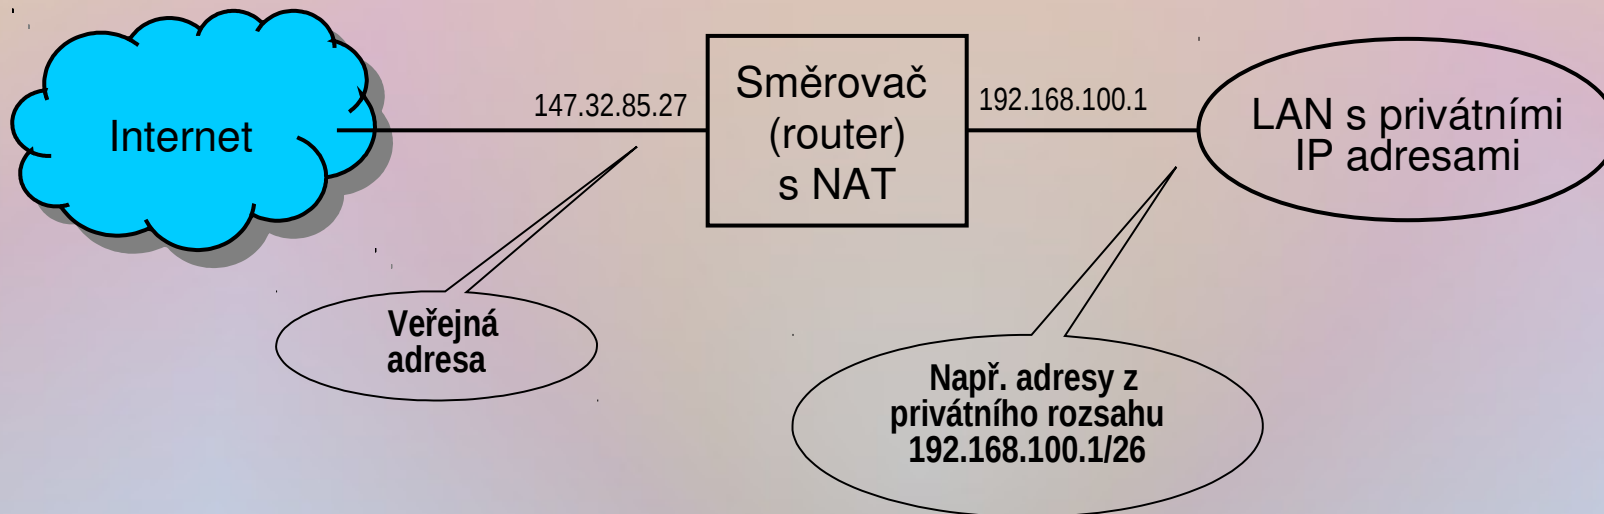 Internet
147.32.85.27
Směrovač
(router)
s NAT
192.168.100.1
LAN s privátními
IP adresami
Veřejná
adresa
Např. adresy z
privátního rozsahu
192.168.100.1/26